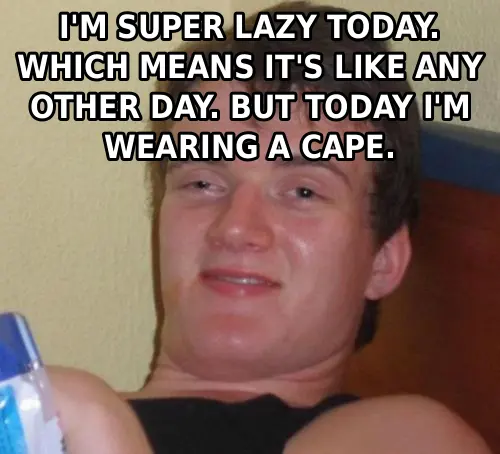 I'M SUPER LAZY TODAY.
WHICH MEANS IT'S LIKE ANY
OTHER DAY. BUT TODAY I'M
WEARING A CAPE.